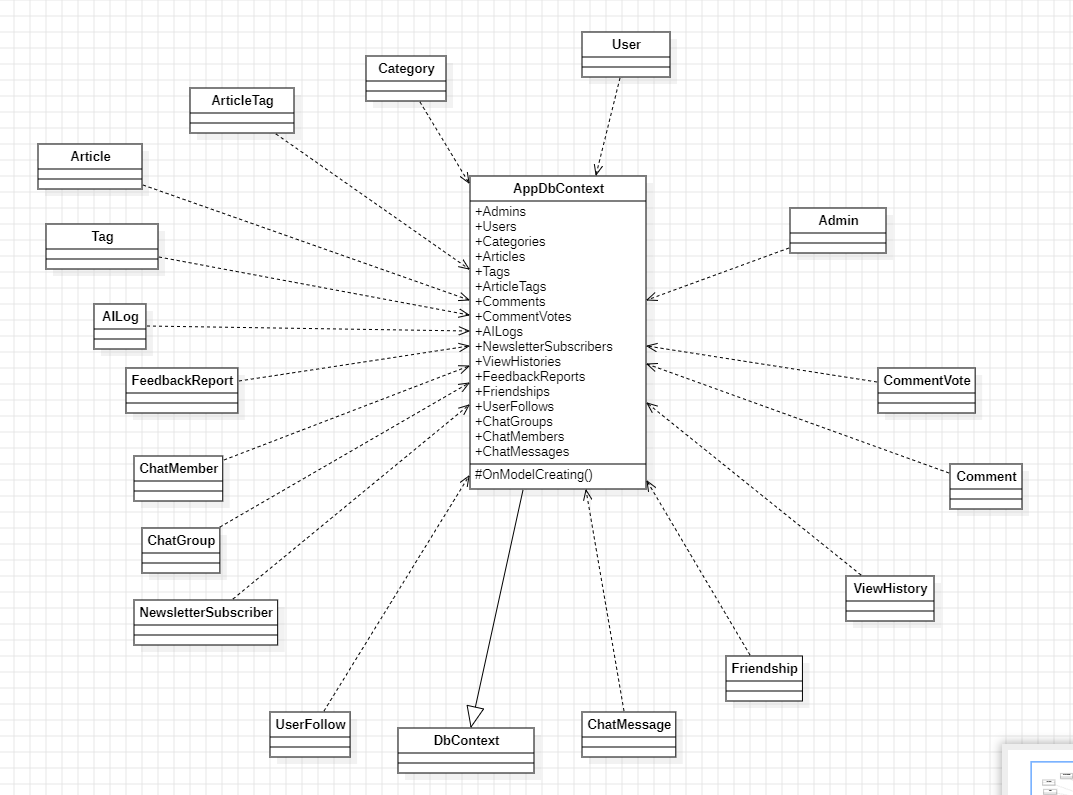 User
Category
ArticleTag
Article
AppDbContext
+Admins
+Users
+Categories
+Articles
+Tags
+ArticleTags
+Comments
+CommentVotes
+AILogs
+NewsletterSubscribers
+ViewHistories
+FeedbackReports
+Friendships
+UserFollows
+ChatGroups
+ChatMembers
+ChatMessages
#OnModelCreating()
Admin
Tag
AILog
FeedbackReport
CommentVote
ChatMember
Comment
ChatGroup
ViewHistory
NewsletterSubscriber
Friendship
UserFollow
ChatMessage
DbContext